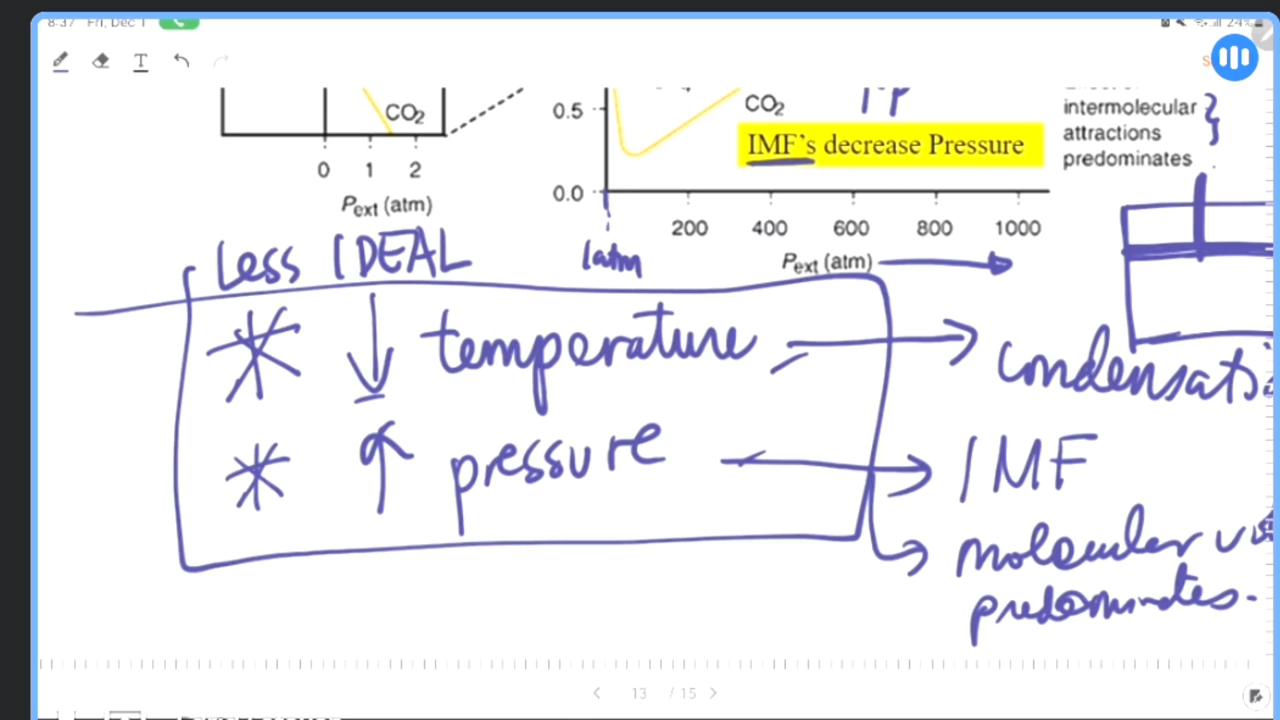 8:37 Fri, Dec 1
24%
T
CO₂
0 1 2
Pext (atm)
0.5
0.0
CO₂
IMF's decrease Pressure
200 400 600 800 1000
Pext (atm)
1atm
intermolecular
attractions
predominates
Less IDEAL
↓ temperature → condensati
↑ pressure → IMF
molecular
predominates.
13 / 15